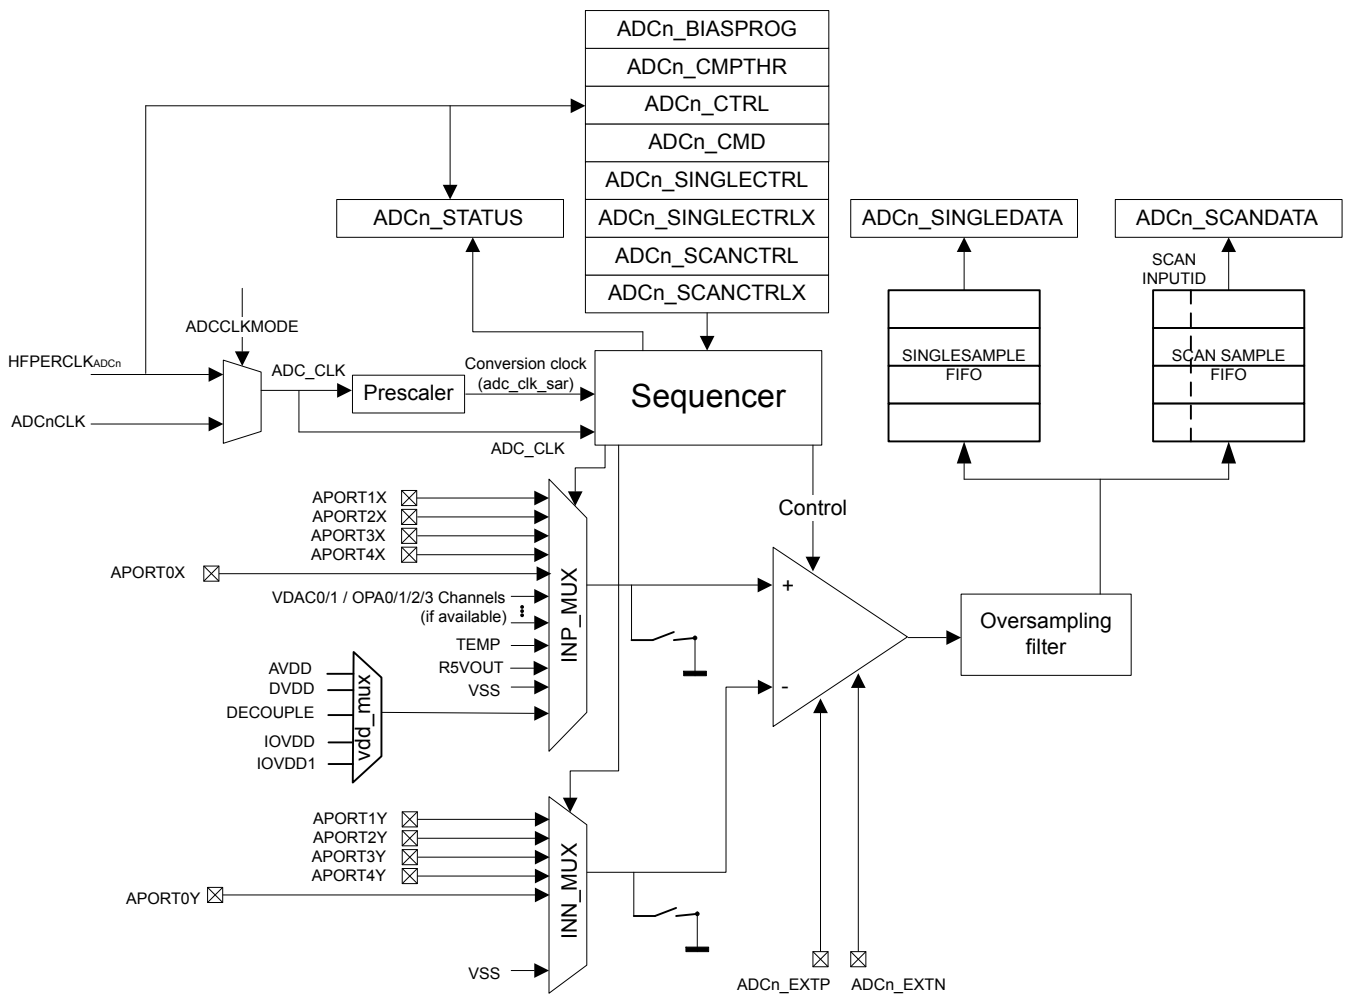 ADCn_BIASPROG
ADCn_CMPTHR
ADCn_CTRL
ADCn_CMD
ADCn_SINGLECTRL
ADCn_SINGLECTRLX
ADCn_SCANCTRL
ADCn_SCANCTRLX
ADCn_STATUS
ADCn_SINGLEDATA
ADCn_SCANDATA
SCAN
INPUTID
SINGLESAMPLE
FIFO
SCAN SAMPLE
FIFO
ADCCLKMODE
HFPERCLKADCn
ADCnCLK
ADC_CLK
Prescaler
Conversion clock
(adc_clk_sar)
Sequencer
ADC_CLK
Control
APORT1X
APORT2X
APORT3X
APORT4X
APORT0X
VDAC0/1 / OPA0/1/2/3 Channels
(if available)
TEMP
R5VOUT
VSS
INP_MUX
AVDD
DVDD
DECOUPLE
IOVDD
IOVDD1
vdd_mux
+
-
Oversampling
filter
APORT1Y
APORT2Y
APORT3Y
APORT4Y
APORT0Y
VSS
INN_MUX
ADCn_EXTP
ADCn_EXTN